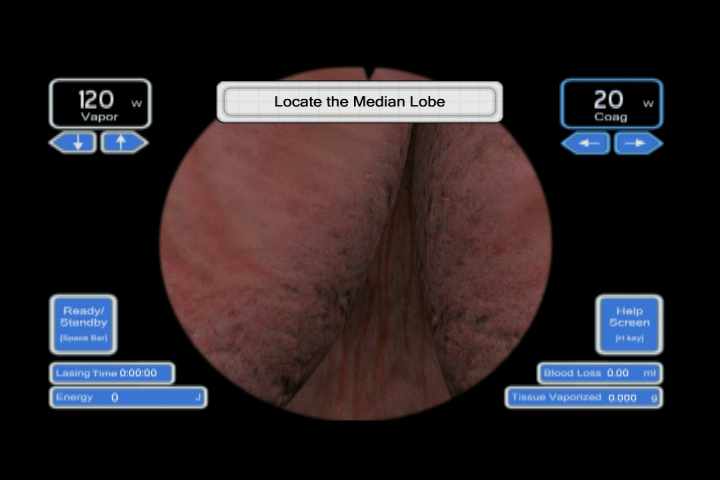 Locate the Median Lobe
120 W
Vapor
20 W
Coag
Ready/
Standby
(Space Bar)
Help
Screen
(H key)
Lasing Time 0:00:00
Energy 0 J
Blood Loss 0.00 ml
Tissue Vaporized 0.000 g